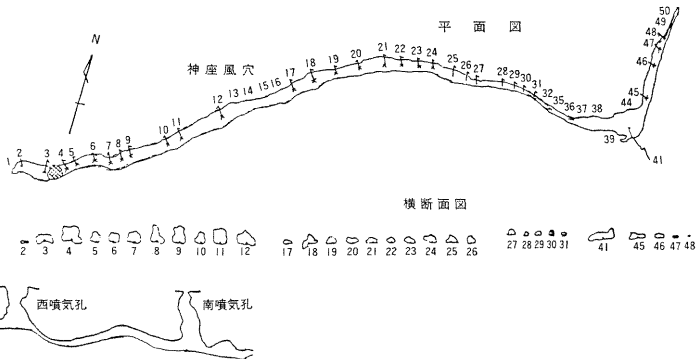 平面図
N
神座風穴
1 2 3 4 5 6 7 8 9 10 11 12 13 14 15 16 17 18 19 20 21 22 23 24 25 26 27 28 29 30 31 32 35 36 37 38 39 41 44 45 46 47 48 49 50
横断面図
2 3 4 5 6 7 8 9 10 11 12 17 18 19 20 21 22 23 24 25 26 27 28 29 30 31 41 45 46 47 48
西噴気孔 南噴気孔